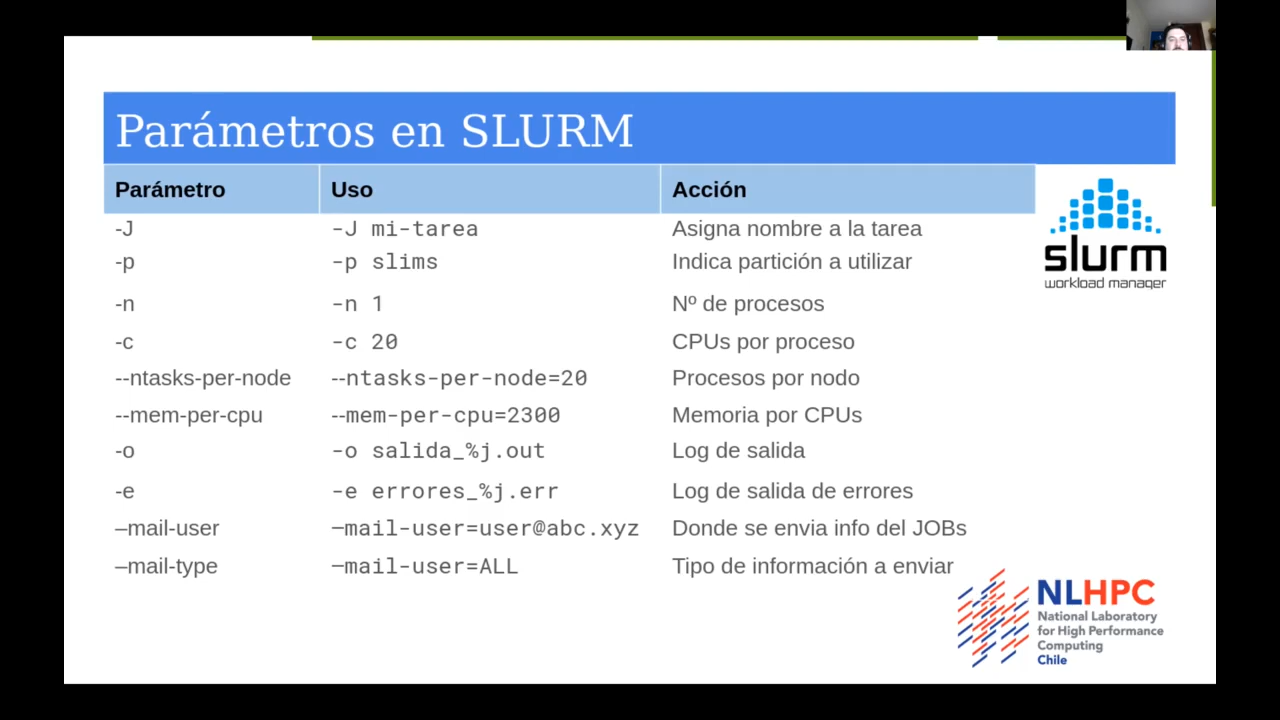 Parámetros en SLURM
Parámetro Uso Acción
-J -J mi-tarea Asigna nombre a la tarea
-p -p slims Indica partición a utilizar
-n -n 1 Nº de procesos
-c -c 20 CPUs por proceso
--ntasks-per-node --ntasks-per-node=20 Procesos por nodo
--mem-per-cpu --mem-per-cpu=2300 Memoria por CPUs
-o -o salida_%j.out Log de salida
-e -e errores_%j.err Log de salida de errores
–mail-user –mail-user=user@abc.xyz Donde se envia info del JOBs
–mail-type –mail-user=ALL Tipo de información a enviar
slurm
workload manager
NLHPC
National Laboratory
for High Performance
Computing
Chile